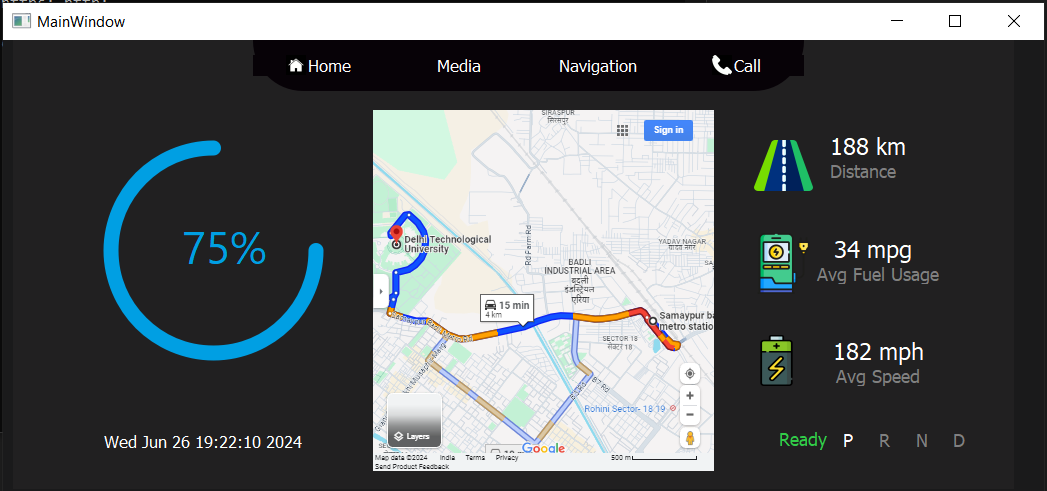 MainWindow
Home Media Navigation Call
SIRASPUR
सिरसपुर
Sign in
188 km
Distance
75%
Delhi Technological
University
Rd Farm Rd
YADAV NAGAR
यादव नगर
BADLI
INDUSTRIAL AREA
बादली
इंडस्ट्रियल
एरिया
34 mpg
Avg Fuel Usage
15 min
4 km
Samaypur ba
metro statio
SECTOR 18
सेक्टर 18
182 mph
Avg Speed
Rohini Sector- 18,19
Layers
Google
Wed Jun 26 19:22:10 2024
Ready P R N D
Map data ©2024 India Terms Privacy 500 m
Send Product Feedback